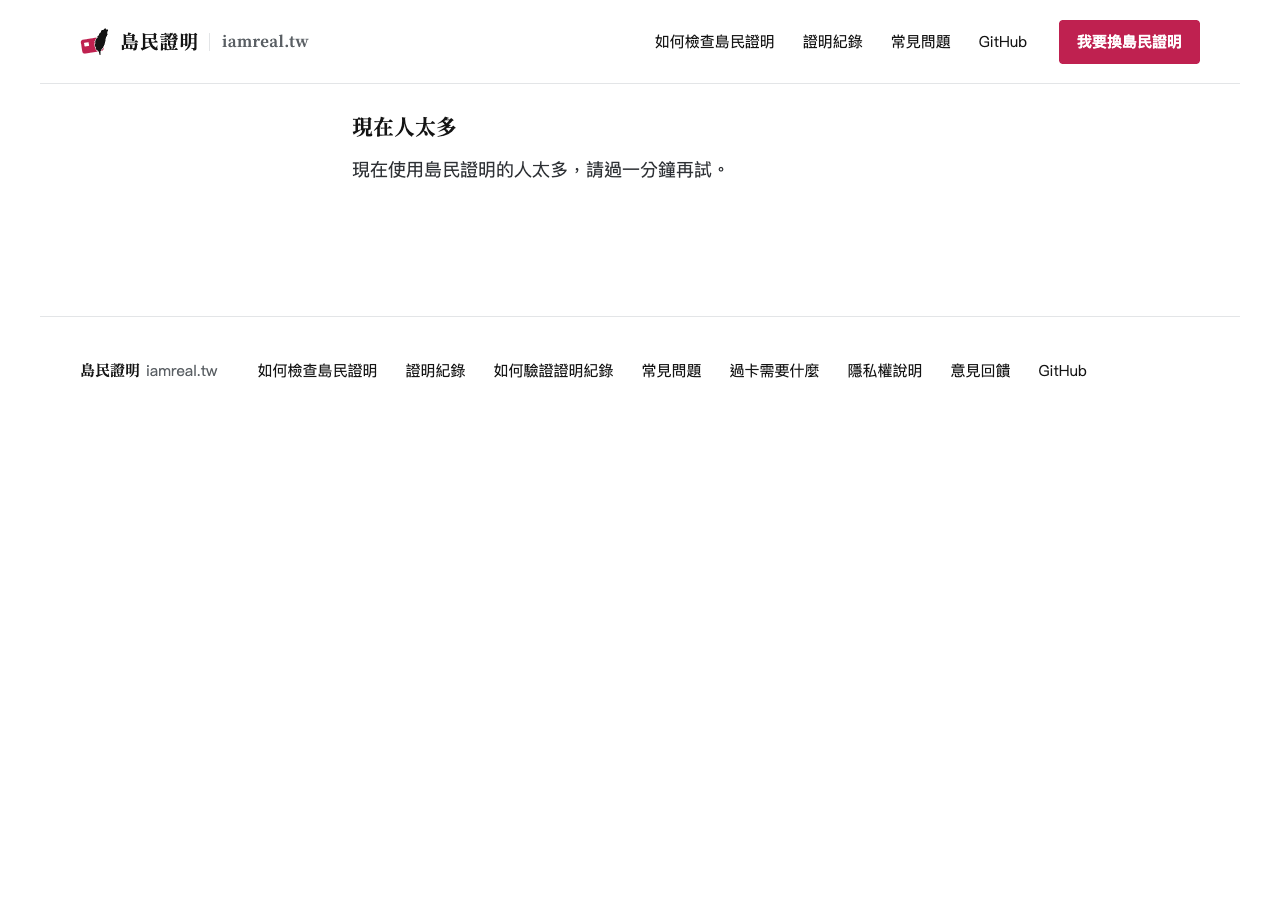 島民證明 iamreal.tw 如何檢查島民證明 證明紀錄 常見問題 GitHub 我要換島民證明
現在人太多
現在使用島民證明的人太多，請過一分鐘再試。
島民證明 iamreal.tw 如何檢查島民證明 證明紀錄 如何驗證證明紀錄 常見問題 過卡需要什麼 隱私權說明 意見回饋 GitHub